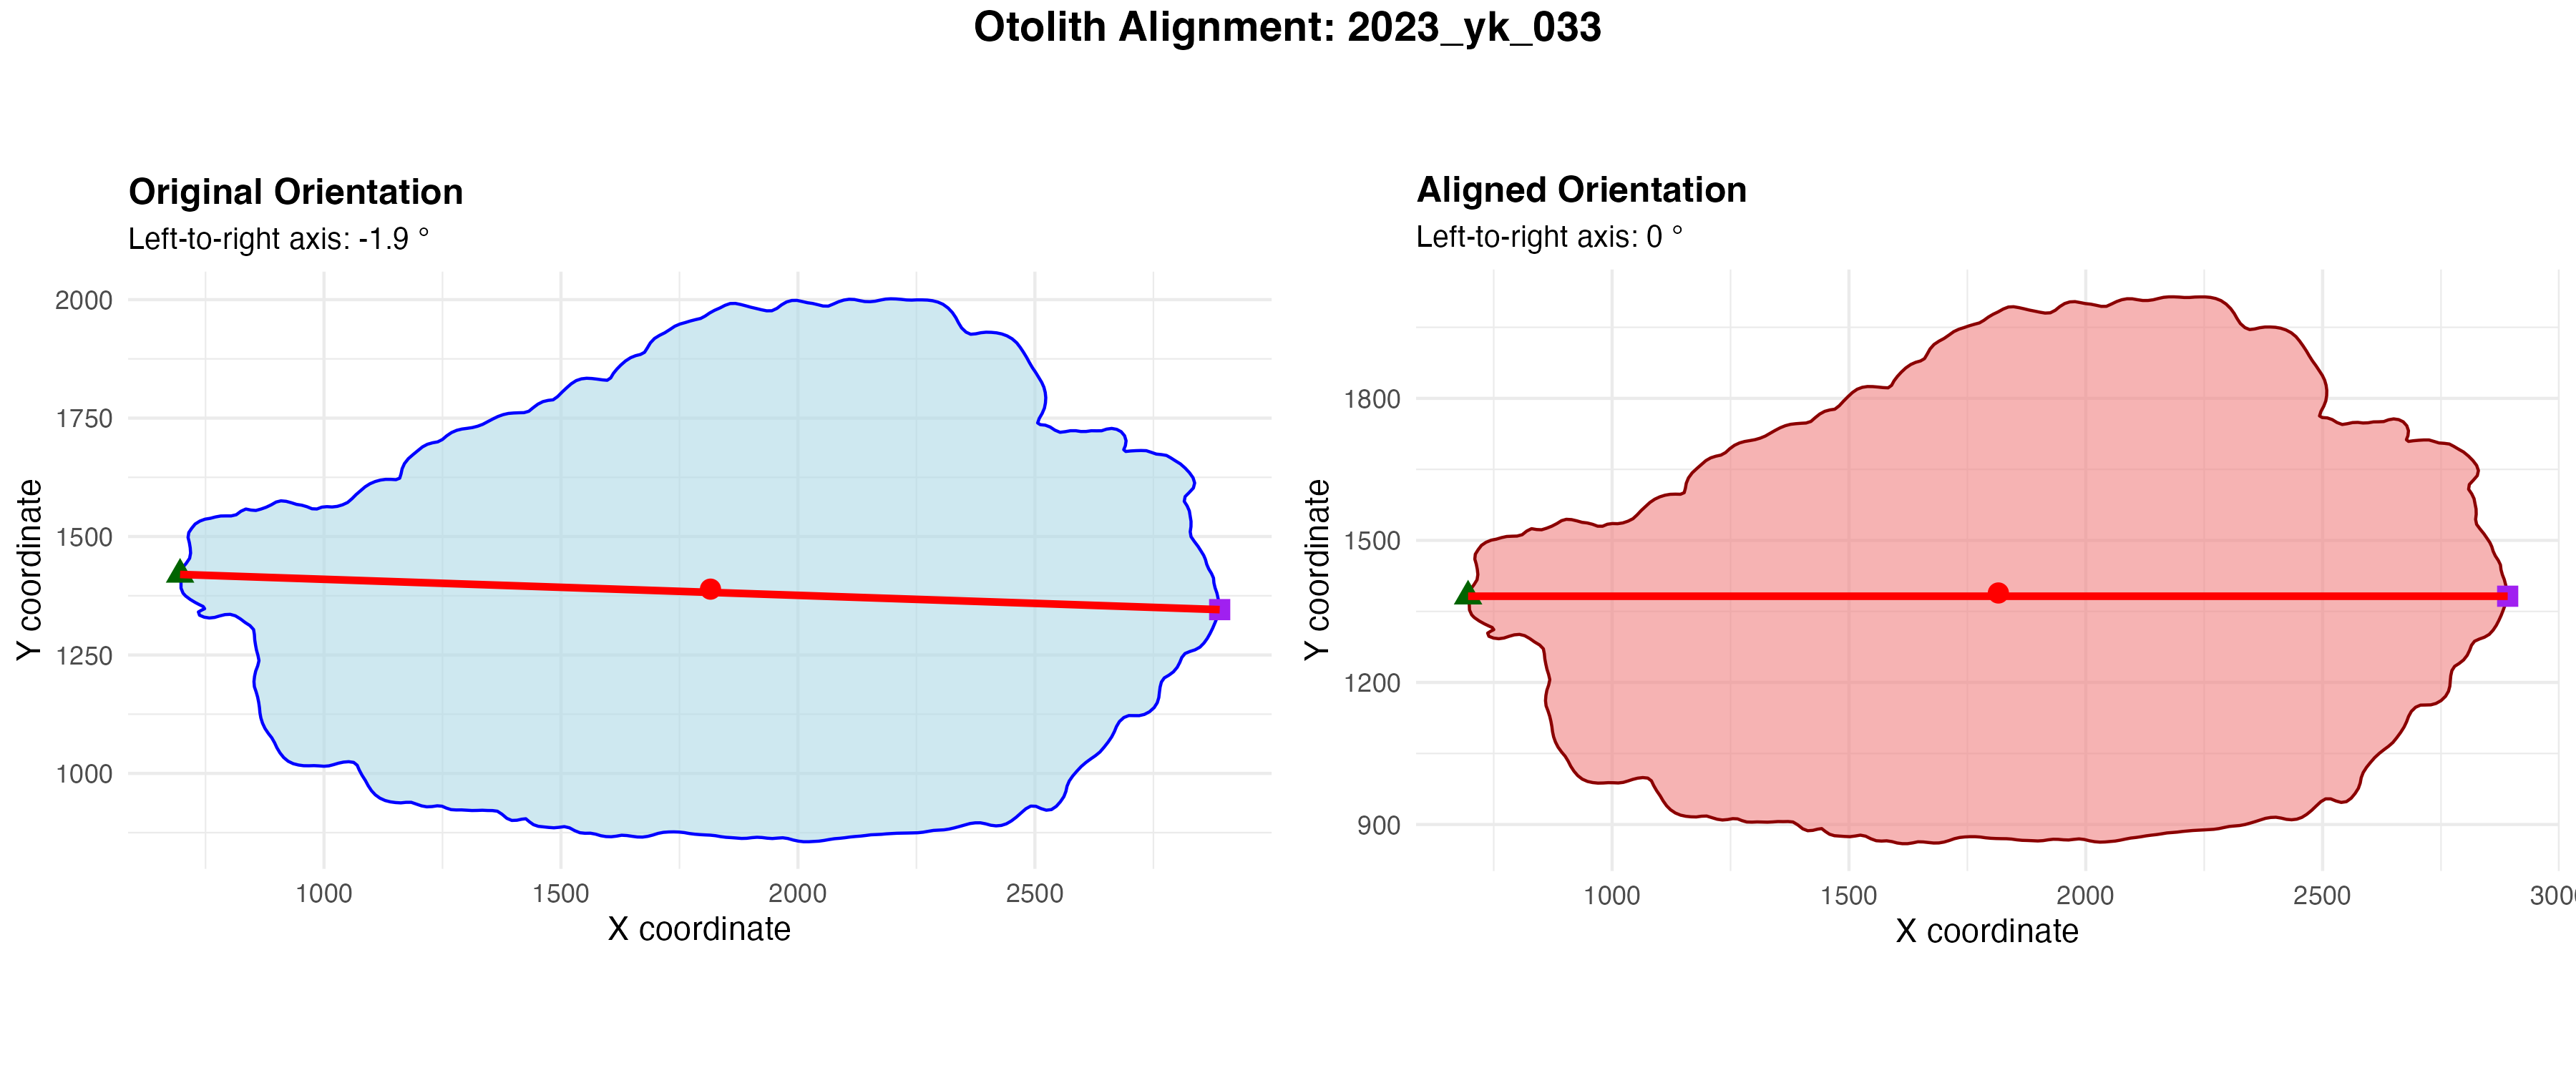 Otolith Alignment: 2023_yk_033
Original Orientation
Left-to-right axis: -1.9 °
2000
1750
1500
1250
1000
Y coordinate
1000 1500 2000 2500
X coordinate
Aligned Orientation
Left-to-right axis: 0 °
1800
1500
1200
900
Y coordinate
1000 1500 2000 2500 300
X coordinate